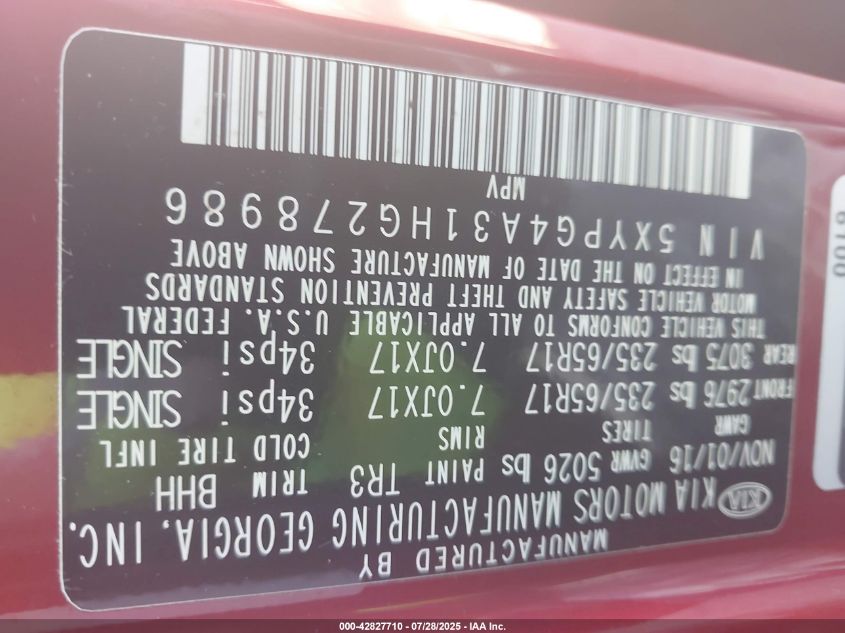 MANUFACTURED BY
KIA KIA MOTORS MANUFACTURING GEORGIA, INC.
NOV/01/16 GVWR 5026 lbs PAINT TR3 TRIM BHH
GAWR TIRES RIMS COLD TIRE INFL
FRONT 2976 lbs 235/65R17 7.0JX17 34psi SINGLE
REAR 3075 lbs 235/65R17 7.0JX17 34psi SINGLE
THIS VEHICLE CONFORMS TO ALL APPLICABLE U.S.A. FEDERAL
MOTOR VEHICLE SAFETY AND THEFT PREVENTION STANDARDS
IN EFFECT ON THE DATE OF MANUFACTURE SHOWN ABOVE
VIN 5XYPG4A31HG278986
MPV
000-42827710 - 07/28/2025 - IAA Inc.